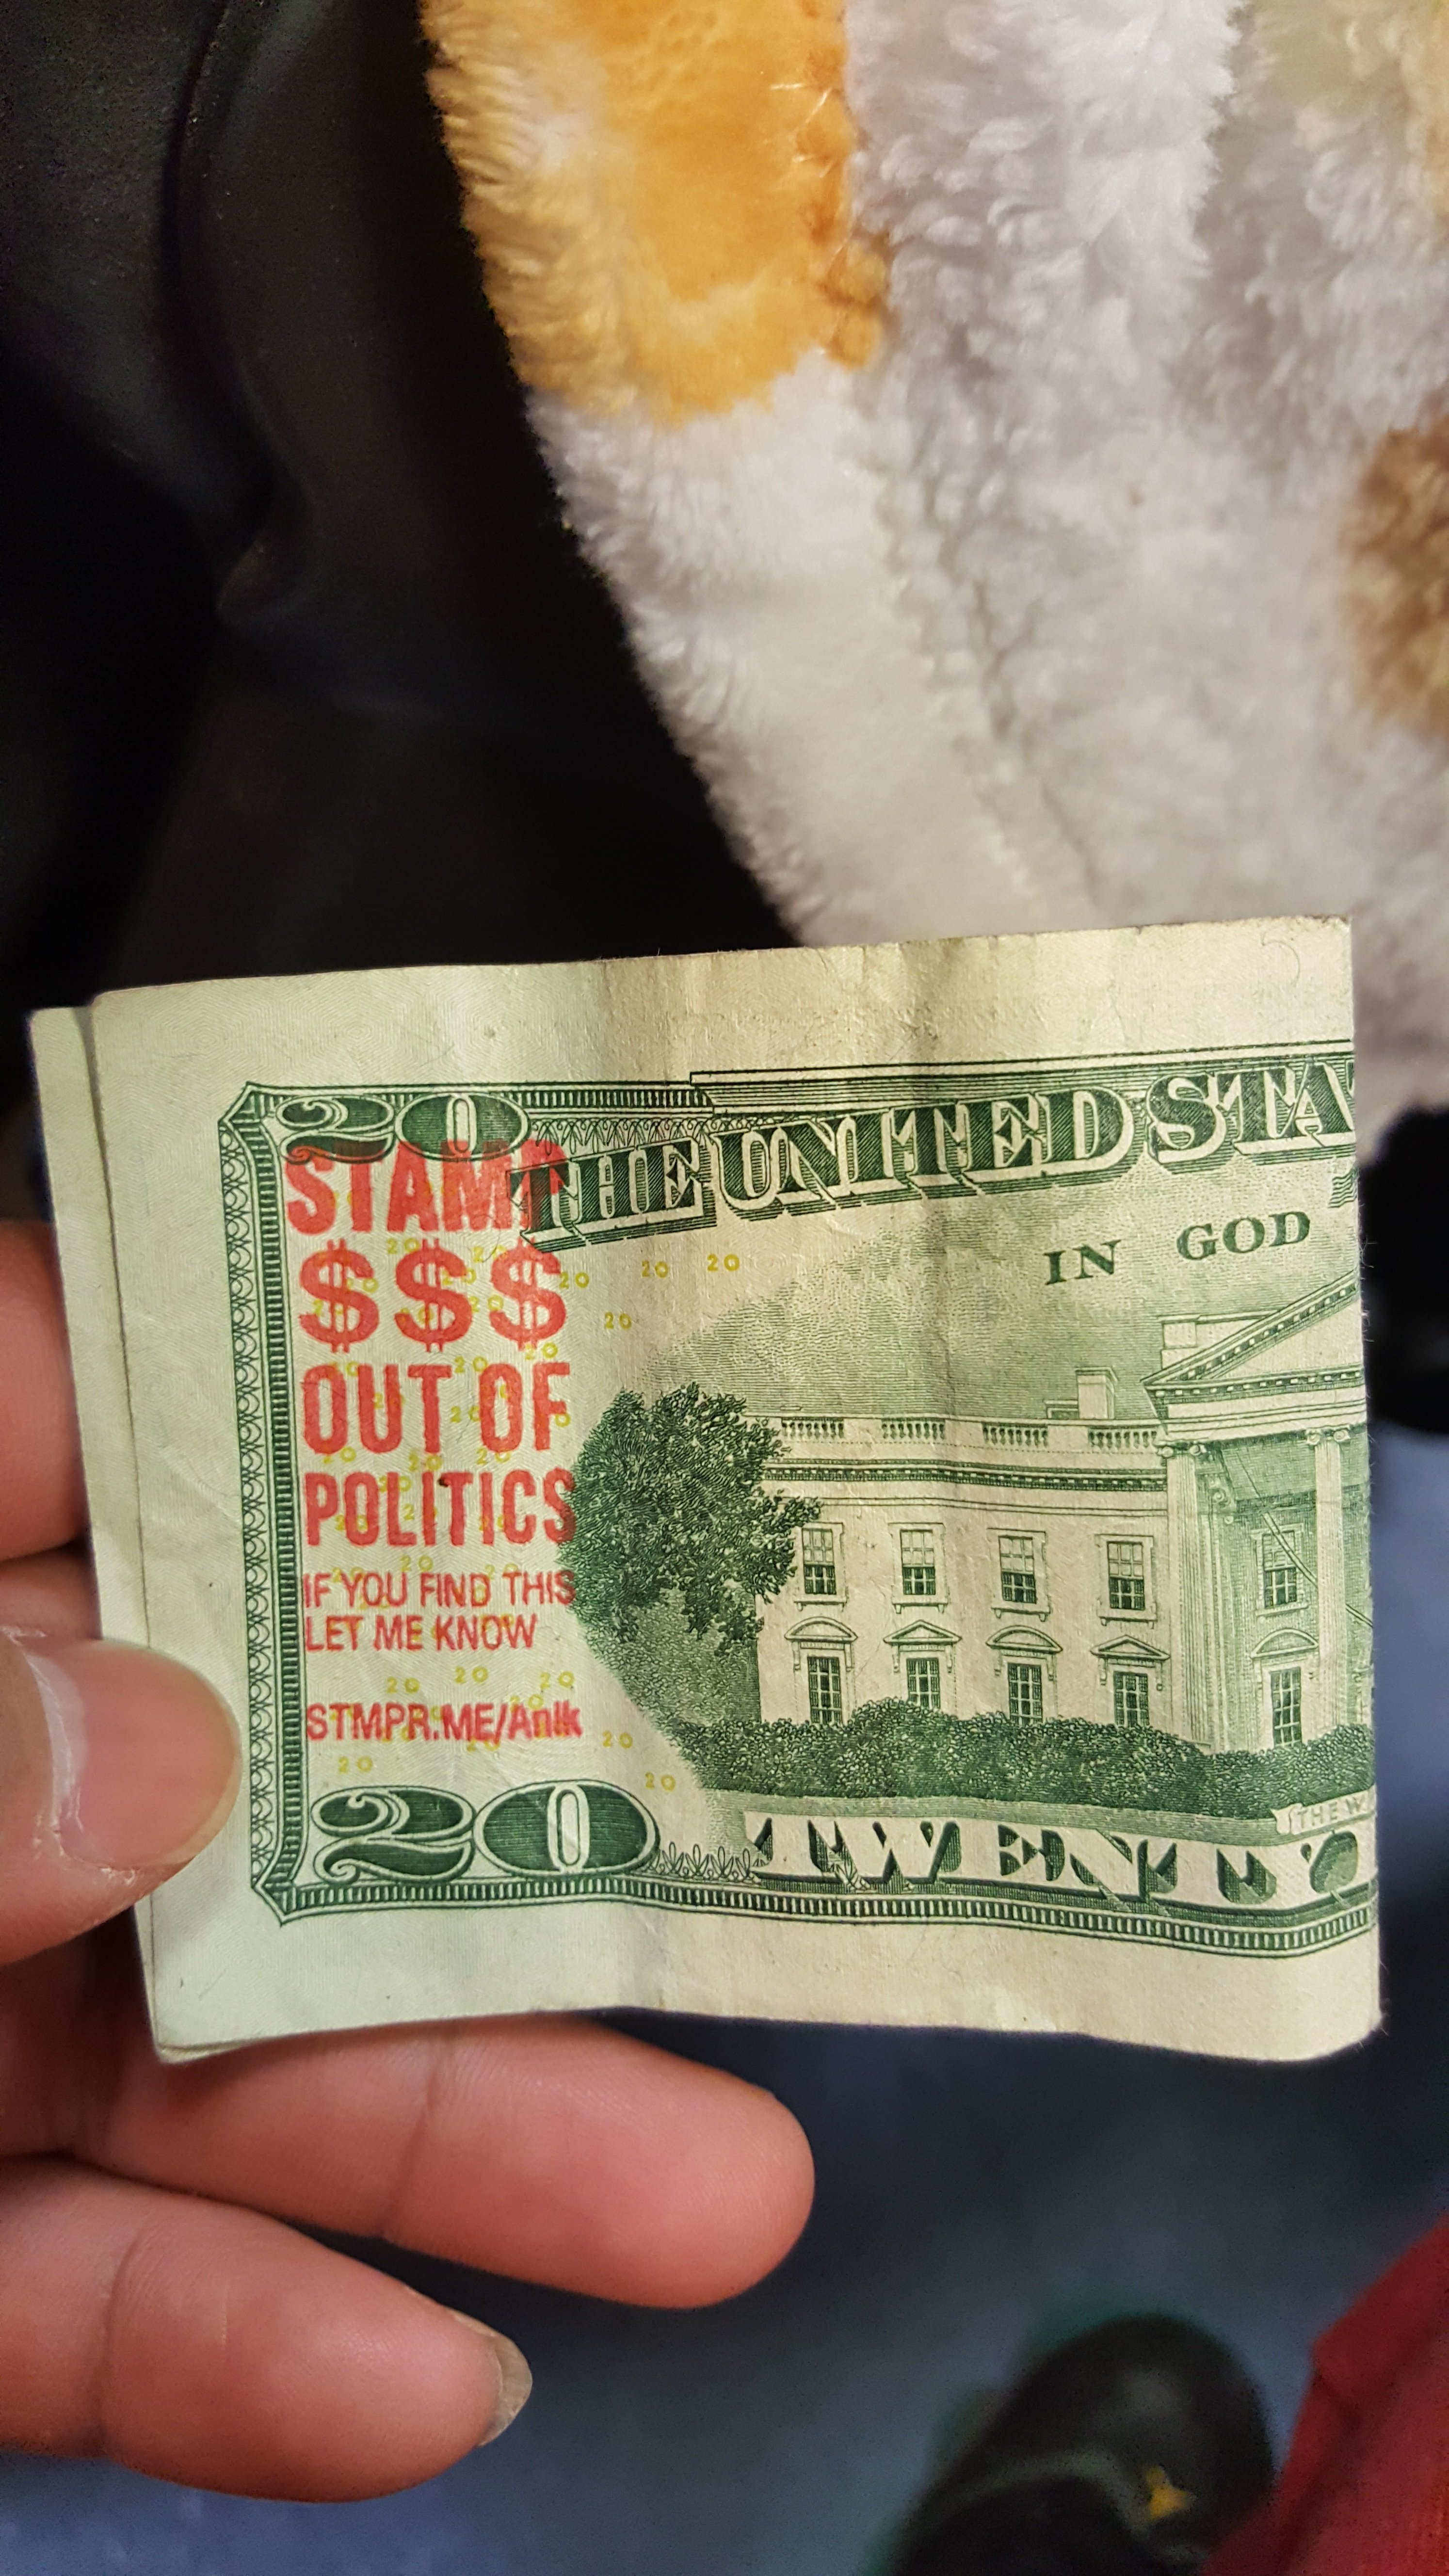 20
THE UNITED STA
STAMP
$$$
OUT OF
POLITICS
IF YOU FIND THIS
LET ME KNOW
STMPR.ME/Anlk
IN GOD
THE W
20
TWENTY